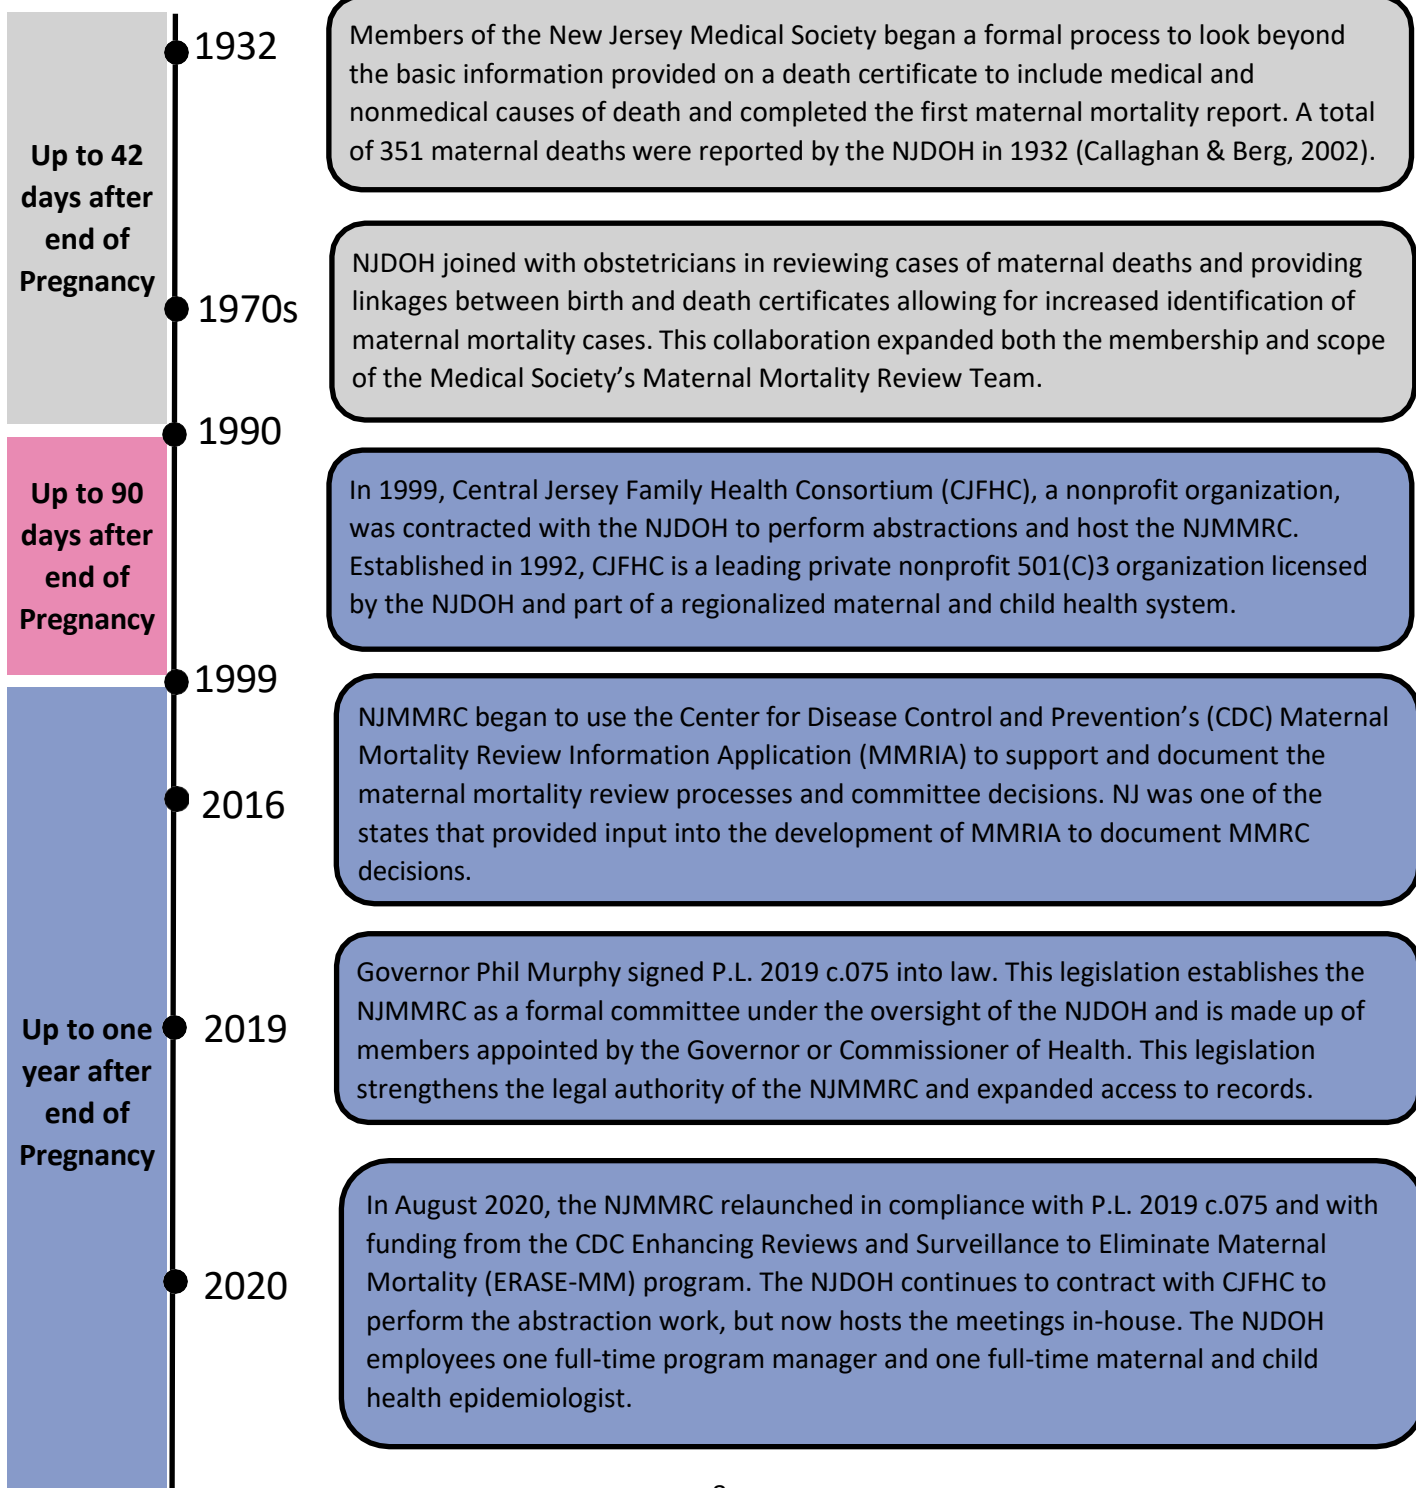 1932
Members of the New Jersey Medical Society began a formal process to look beyond
the basic information provided on a death certificate to include medical and
nonmedical causes of death and completed the first maternal mortality report. A total
of 351 maternal deaths were reported by the NJDOH in 1932 (Callaghan & Berg, 2002).
Up to 42
days after
end of
Pregnancy
1970s
NJDOH joined with obstetricians in reviewing cases of maternal deaths and providing
linkages between birth and death certificates allowing for increased identification of
maternal mortality cases. This collaboration expanded both the membership and scope
of the Medical Society’s Maternal Mortality Review Team.
1990
Up to 90
days after
end of
Pregnancy
In 1999, Central Jersey Family Health Consortium (CJFHC), a nonprofit organization,
was contracted with the NJDOH to perform abstractions and host the NJMMRC.
Established in 1992, CJFHC is a leading private nonprofit 501(C)3 organization licensed
by the NJDOH and part of a regionalized maternal and child health system.
1999
NJMMRC began to use the Center for Disease Control and Prevention’s (CDC) Maternal
Mortality Review Information Application (MMRIA) to support and document the
maternal mortality review processes and committee decisions. NJ was one of the
states that provided input into the development of MMRIA to document MMRC
decisions.
2016
Governor Phil Murphy signed P.L. 2019 c.075 into law. This legislation establishes the
NJMMRC as a formal committee under the oversight of the NJDOH and is made up of
members appointed by the Governor or Commissioner of Health. This legislation
strengthens the legal authority of the NJMMRC and expanded access to records.
2019
Up to one
year after
end of
Pregnancy
In August 2020, the NJMMRC relaunched in compliance with P.L. 2019 c.075 and with
funding from the CDC Enhancing Reviews and Surveillance to Eliminate Maternal
Mortality (ERASE-MM) program. The NJDOH continues to contract with CJFHC to
perform the abstraction work, but now hosts the meetings in-house. The NJDOH
employees one full-time program manager and one full-time maternal and child
health epidemiologist.
2020